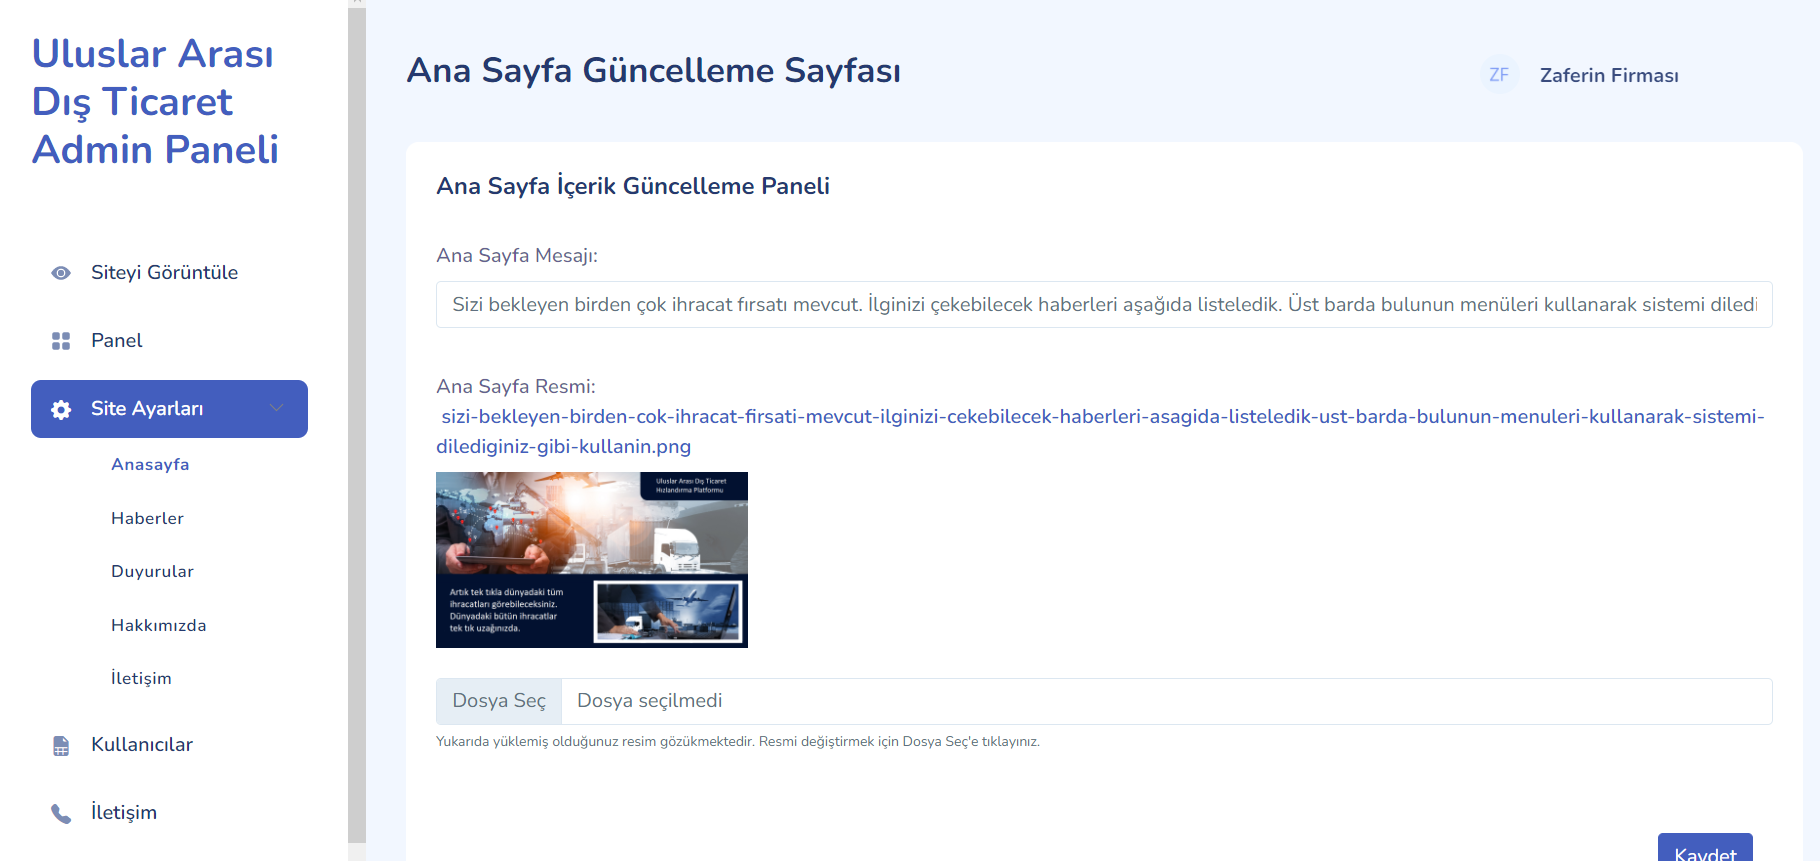 Uluslar Arası
Dış Ticaret
Admin Paneli
Siteyi Görüntüle
Panel
Site Ayarları
Anasayfa
Haberler
Duyurular
Hakkımızda
İletişim
Kullanıcılar
İletişim
Ana Sayfa Güncelleme Sayfası
ZF
Zaferin Firması
Ana Sayfa İçerik Güncelleme Paneli
Ana Sayfa Mesajı:
Sizi bekleyen birden çok ihracat fırsatı mevcut. İlginizi çekebilecek haberleri aşağıda listeledik. Üst barda bulunun menüleri kullanarak sistemi diledi
Ana Sayfa Resmi:
sizi-bekleyen-birden-cok-ihracat-firsati-mevcut-ilginizi-cekebilecek-haberleri-asagida-listeledik-ust-barda-bulunun-menuleri-kullanarak-sistemi-
dilediginiz-gibi-kullanin.png
Uluslar Arası Dış Ticaret
Hızlandırma Platformu
Artık tek tıkla dünyadaki tüm
ihracatları görebileceksiniz.
Dünyadaki bütün ihracatlar
tek tık uzağınızda.
Dosya Seç
Dosya seçilmedi
Yukarıda yüklemiş olduğunuz resim gözükmektedir. Resmi değiştirmek için Dosya Seç'e tıklayınız.
Kaydet